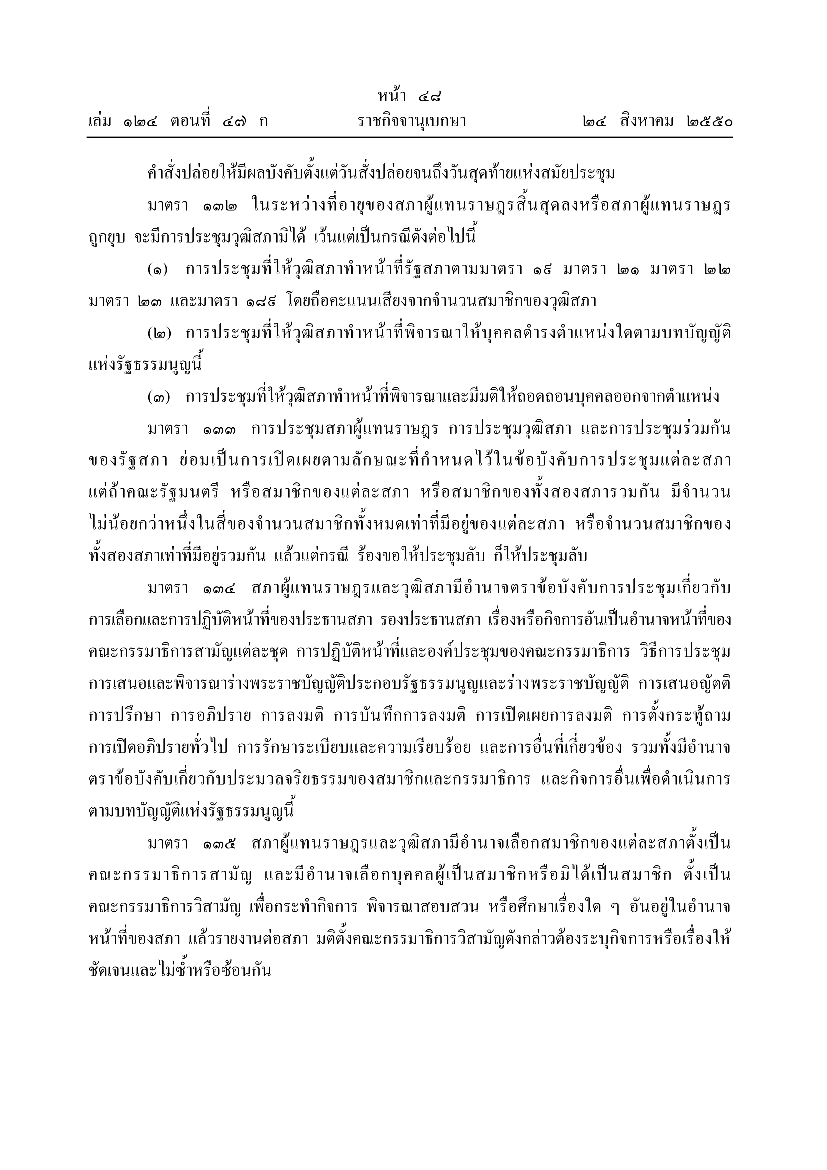 หน้า ๔๘
เล่ม ๑๒๔ ตอนที่ ๔๗ ก ราชกิจจานุเบกษา ๒๔ สิงหาคม ๒๕๕๐
คำสั่งปล่อยให้มีผลบังคับตั้งแต่วันสั่งปล่อยจนถึงวันสุดท้ายแห่งสมัยประชุม
มาตรา ๑๓๒ ในระหว่างที่อายุของสภาผู้แทนราษฎรสิ้นสุดลงหรือสภาผู้แทนราษฎร
ถูกยุบ จะมีการประชุมวุฒิสภามิได้ เว้นแต่เป็นกรณีดังต่อไปนี้
(๑) การประชุมที่ให้วุฒิสภาทำหน้าที่รัฐสภาตามมาตรา ๑๙ มาตรา ๒๑ มาตรา ๒๒
มาตรา ๒๓ และมาตรา ๑๘๙ โดยถือคะแนนเสียงจากจำนวนสมาชิกของวุฒิสภา
(๒) การประชุมที่ให้วุฒิสภาทำหน้าที่พิจารณาให้บุคคลดำรงตำแหน่งใดตามบทบัญญัติ
แห่งรัฐธรรมนูญนี้
(๓) การประชุมที่ให้วุฒิสภาทำหน้าที่พิจารณาและมีมติให้ถอดถอนบุคคลออกจากตำแหน่ง
มาตรา ๑๓๓ การประชุมสภาผู้แทนราษฎร การประชุมวุฒิสภา และการประชุมร่วมกัน
ของรัฐสภา ย่อมเป็นการเปิดเผยตามลักษณะที่กำหนดไว้ในข้อบังคับการประชุมแต่ละสภา
แต่ถ้าคณะรัฐมนตรี หรือสมาชิกของแต่ละสภา หรือสมาชิกของทั้งสองสภารวมกัน มีจำนวน
ไม่น้อยกว่าหนึ่งในสี่ของจำนวนสมาชิกทั้งหมดเท่าที่มีอยู่ของแต่ละสภา หรือจำนวนสมาชิกของ
ทั้งสองสภาเท่าที่มีอยู่รวมกัน แล้วแต่กรณี ร้องขอให้ประชุมลับ ก็ให้ประชุมลับ
มาตรา ๑๓๔ สภาผู้แทนราษฎรและวุฒิสภามีอำนาจตราข้อบังคับการประชุมเกี่ยวกับ
การเลือกและการปฏิบัติหน้าที่ของประธานสภา รองประธานสภา เรื่องหรือกิจการอันเป็นอำนาจหน้าที่ของ
คณะกรรมาธิการสามัญแต่ละชุด การปฏิบัติหน้าที่และองค์ประชุมของคณะกรรมาธิการ วิธีการประชุม
การเสนอและพิจารณาร่างพระราชบัญญัติประกอบรัฐธรรมนูญและร่างพระราชบัญญัติ การเสนอญัตติ
การปรึกษา การอภิปราย การลงมติ การบันทึกการลงมติ การเปิดเผยการลงมติ การตั้งกระทู้ถาม
การเปิดอภิปรายทั่วไป การรักษาระเบียบและความเรียบร้อย และการอื่นที่เกี่ยวข้อง รวมทั้งมีอำนาจ
ตราข้อบังคับเกี่ยวกับประมวลจริยธรรมของสมาชิกและกรรมาธิการ และกิจการอื่นเพื่อดำเนินการ
ตามบทบัญญัติแห่งรัฐธรรมนูญนี้
มาตรา ๑๓๕ สภาผู้แทนราษฎรและวุฒิสภามีอำนาจเลือกสมาชิกของแต่ละสภาตั้งเป็น
คณะกรรมาธิการสามัญ และมีอำนาจเลือกบุคคลผู้เป็นสมาชิกหรือมิได้เป็นสมาชิก ตั้งเป็น
คณะกรรมาธิการวิสามัญ เพื่อกระทำกิจการ พิจารณาสอบสวน หรือศึกษาเรื่องใด ๆ อันอยู่ในอำนาจ
หน้าที่ของสภา แล้วรายงานต่อสภา มติตั้งคณะกรรมาธิการวิสามัญดังกล่าวต้องระบุกิจการหรือเรื่องให้
ชัดเจนและไม่ซ้ำหรือซ้อนกัน